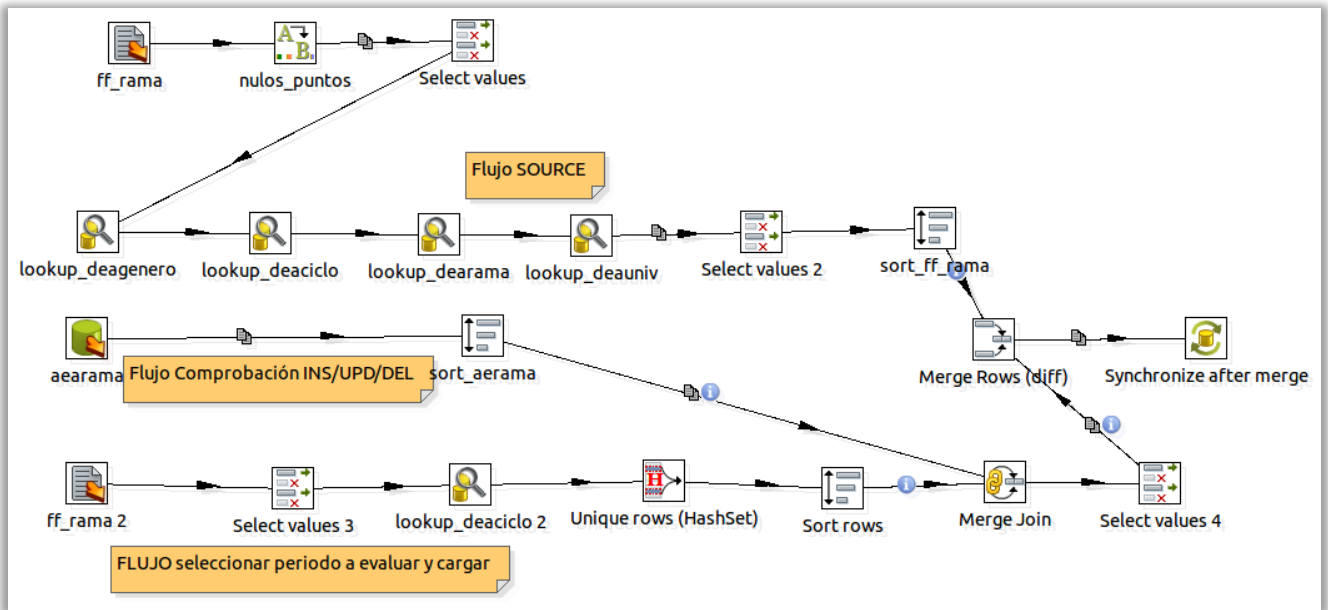 ff_rama
nulos_puntos
Select values
Flujo SOURCE
lookup_deagenero
lookup_deaciclo
lookup_dearama
lookup_deauniv
Select values 2
sort_ff_rama
aearama
Flujo Comprobación INS/UPD/DEL
sort_aerama
Merge Rows (diff)
Synchronize after merge
ff_rama 2
Select values 3
lookup_deaciclo 2
Unique rows (HashSet)
Sort rows
Merge Join
Select values 4
FLUJO seleccionar periodo a evaluar y cargar